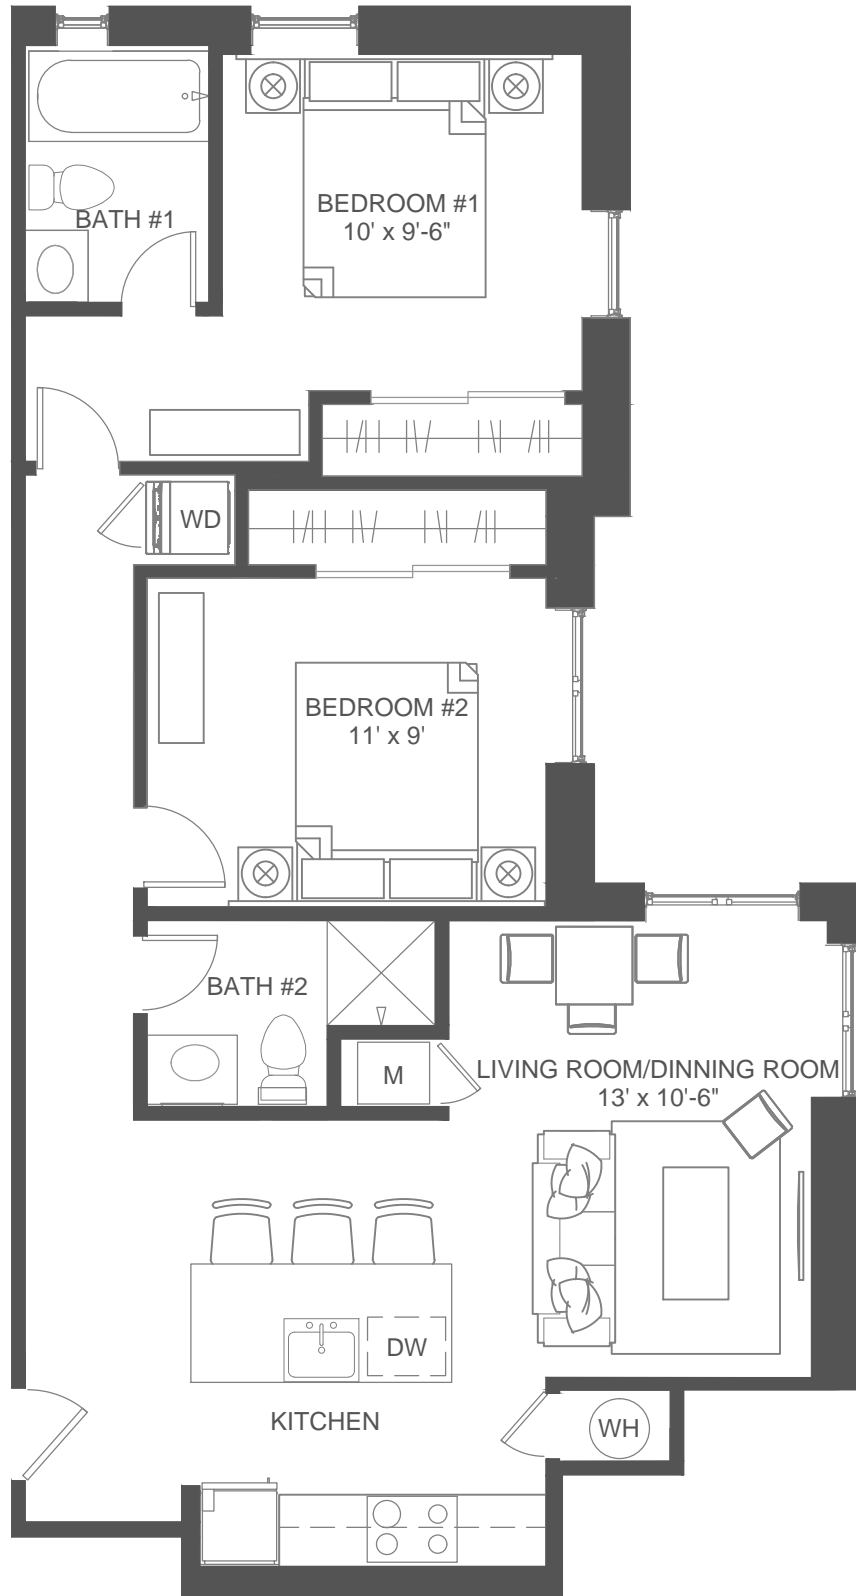 BATH #1
BEDROOM #1
10' x 9'-6"
WD
BEDROOM #2
11' x 9'
BATH #2
M
LIVING ROOM/DINNING ROOM
13' x 10'-6"
DW
KITCHEN
WH